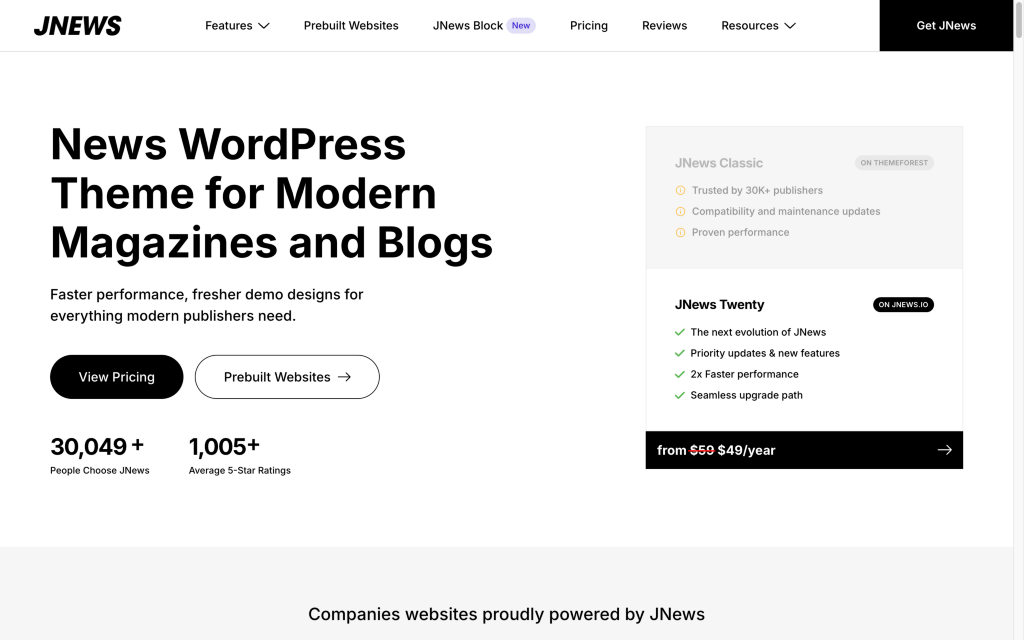 JNEWS
Features
Prebuilt Websites
JNews Block New
Pricing
Reviews
Resources
Get JNews
News WordPress
Theme for Modern
Magazines and Blogs
Faster performance, fresher demo designs for
everything modern publishers need.
View Pricing
Prebuilt Websites
30,049 +
People Choose JNews
1,005+
Average 5-Star Ratings
JNews Classic
ON THEMEFOREST
Trusted by 30K+ publishers
Compatibility and maintenance updates
Proven performance
JNews Twenty
ON JNEWS.IO
The next evolution of JNews
Priority updates & new features
2x Faster performance
Seamless upgrade path
from $59 $49/year
Companies websites proudly powered by JNews